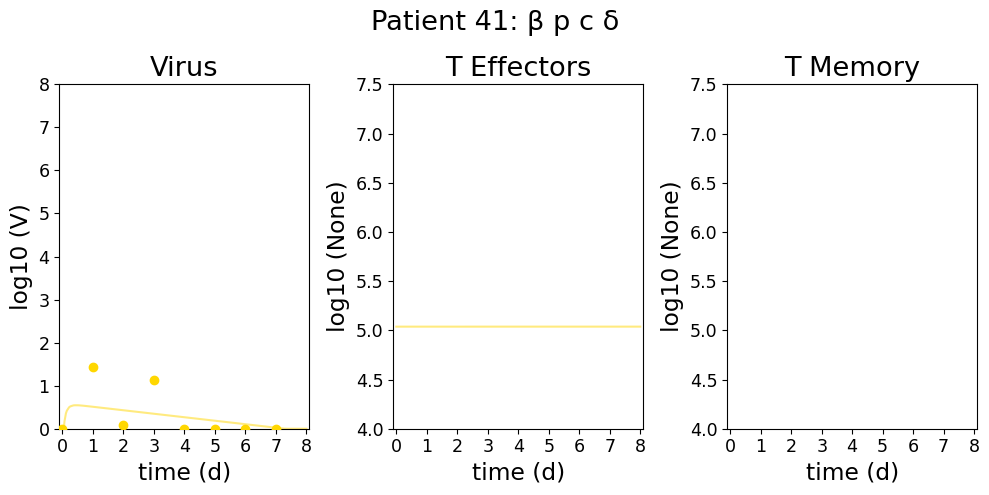 Patient 41: β p c δ
Virus
T Effectors
T Memory
log10 (V)
8
7
6
5
4
3
2
1
0
0 1 2 3 4 5 6 7 8
time (d)
log10 (None)
7.5
7.0
6.5
6.0
5.5
5.0
4.5
4.0
0 1 2 3 4 5 6 7 8
time (d)
log10 (None)
7.5
7.0
6.5
6.0
5.5
5.0
4.5
4.0
0 1 2 3 4 5 6 7 8
time (d)